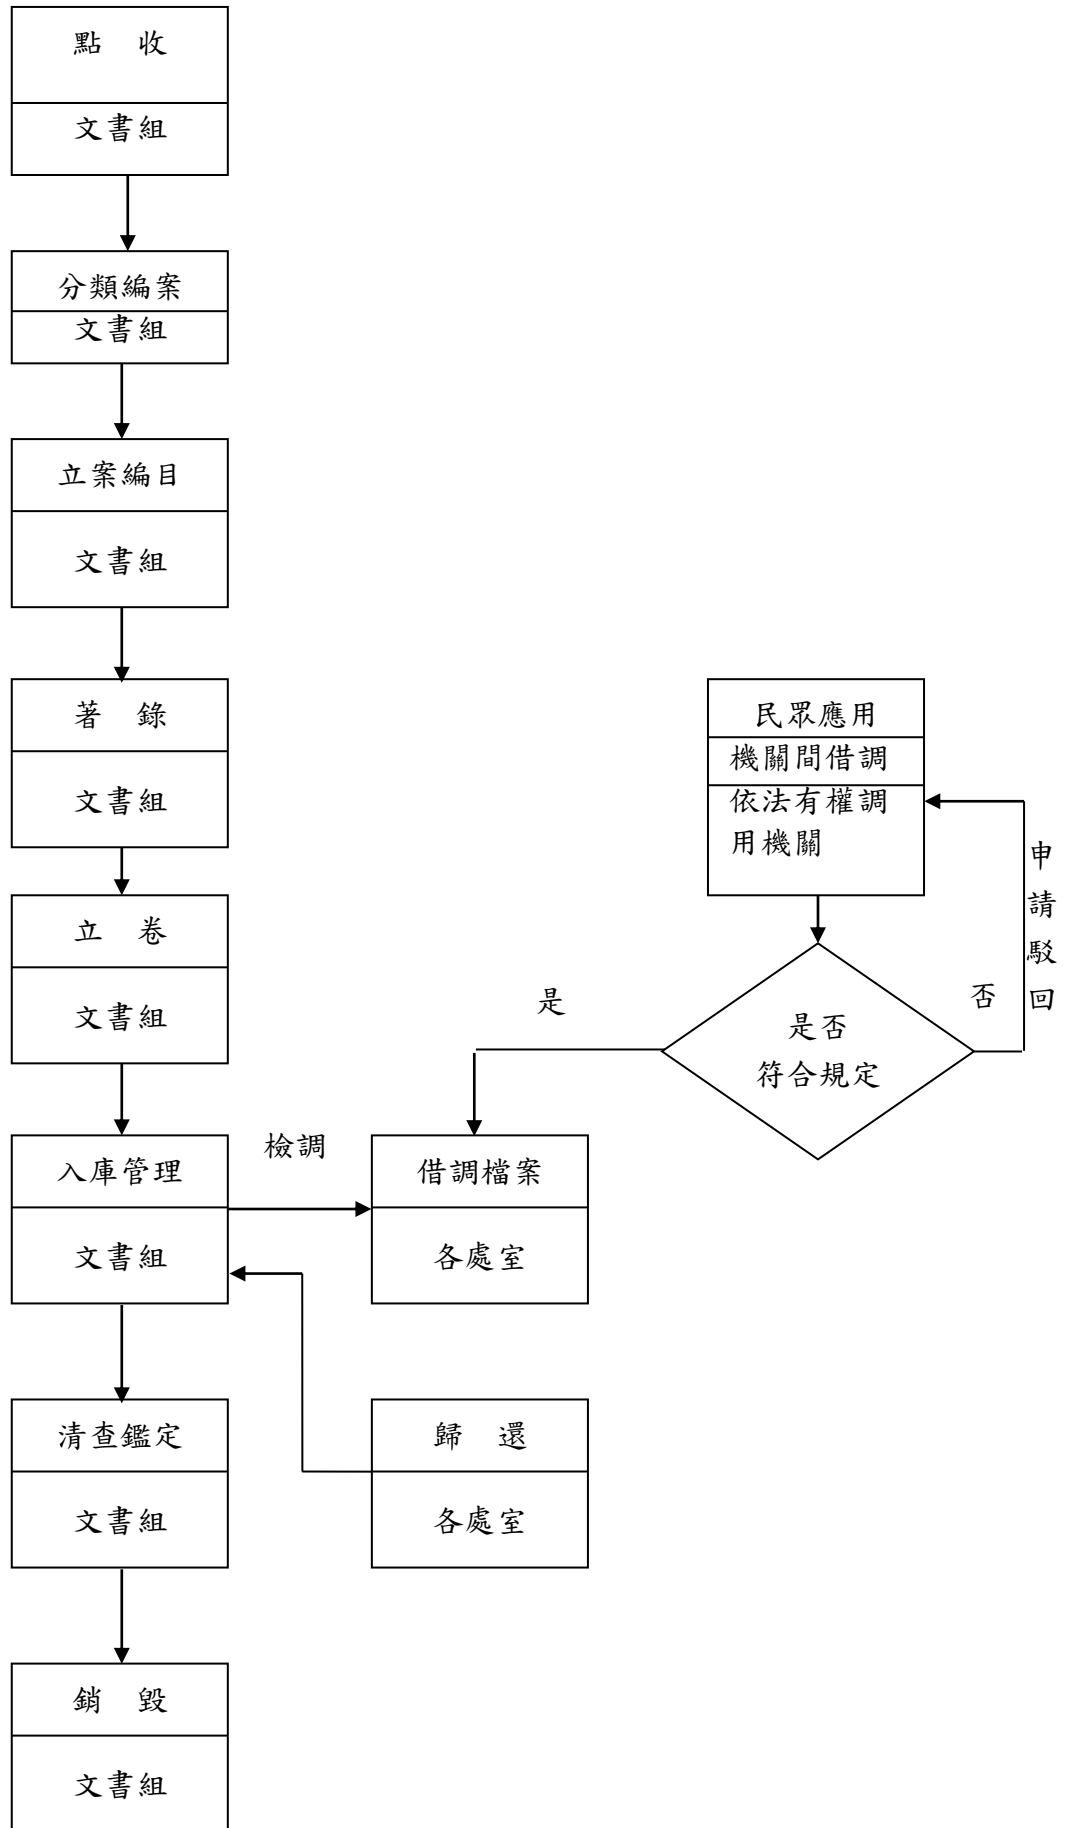 點　收
文書組
分類編案
文書組
立案編目
文書組
著　錄
文書組
立　卷
文書組
入庫管理
文書組
檢調
借調檔案
各處室
民眾應用
機關間借調
依法有權調
用機關
是否
符合規定
是
否
申請駁回
歸　還
各處室
清查鑑定
文書組
銷　毀
文書組